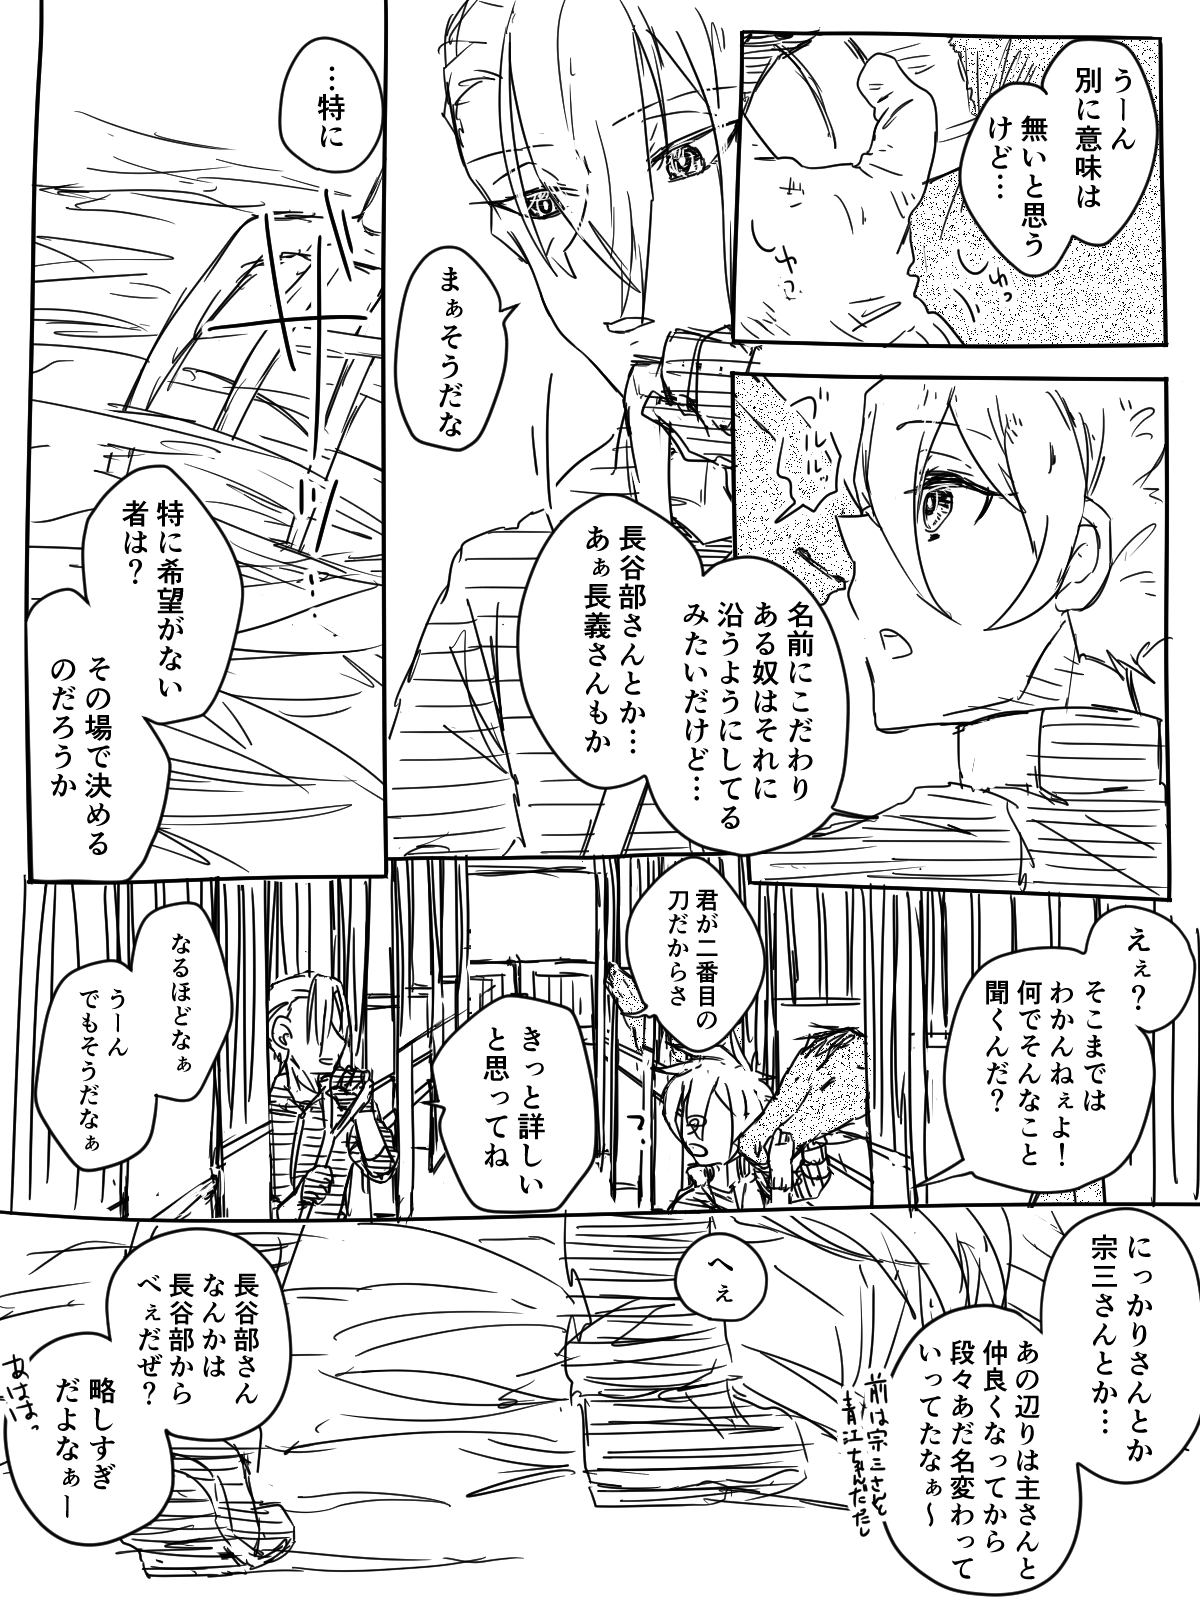 うーん
別に意味は
無いと思う
けど…
ゆっ
ゆっ
名前にこだわり
ある奴はそれに
沿うようにしてる
みたいだけど…
長谷部さんとか…
あぁ長義さんもか
まぁそうだな
…特に
特に希望がない
者は?
その場で決める
のだろうか
えぇ?
そこまでは
わかんねぇよ!
何でそんなこと
聞くんだ?
君が二番目の
刀だからさ
きっと詳しい
と思ってね
なるほどなぁ
うーん
でもそうだなぁ
にっかりさんとか
宗三さんとか…
あの辺りは主さんと
仲良くなってから
段々あだ名変わって
いってたなぁ~
前は宗三さんと
青江ちゃんだたし
へぇ
長谷部さん
なんかは
長谷部から
べぇだぜ?
略しすぎ
だよなぁー
あははっ